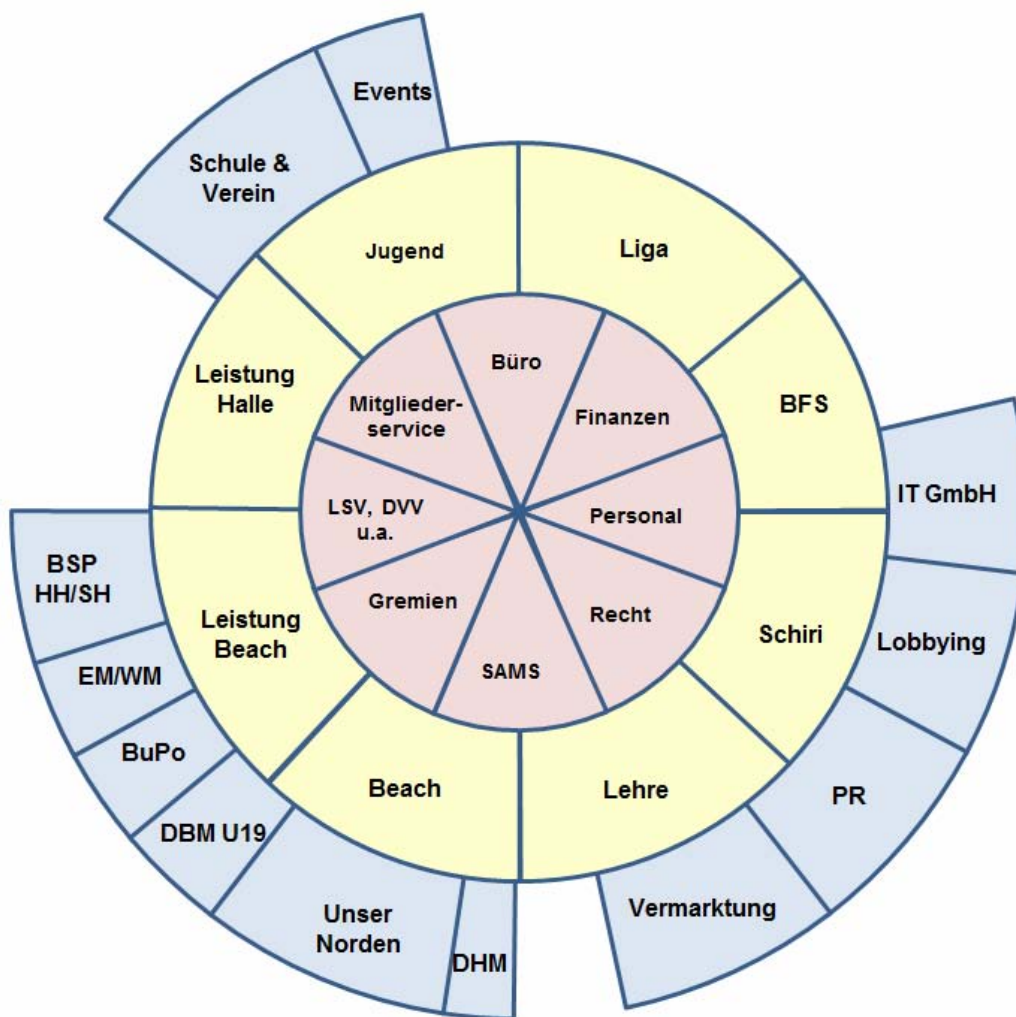 Events
Schule &
Verein
Jugend
Liga
Leistung
Halle
BFS
Büro
Mitglieder-
service
Finanzen
LSV, DVV
u.a.
Personal
Gremien
Recht
SAMS
IT GmbH
BSP
HH/SH
Leistung
Beach
Schiri
Lobbying
EM/WM
BuPo
Beach
Lehre
PR
DBM U19
Unser
Norden
DHM
Vermarktung